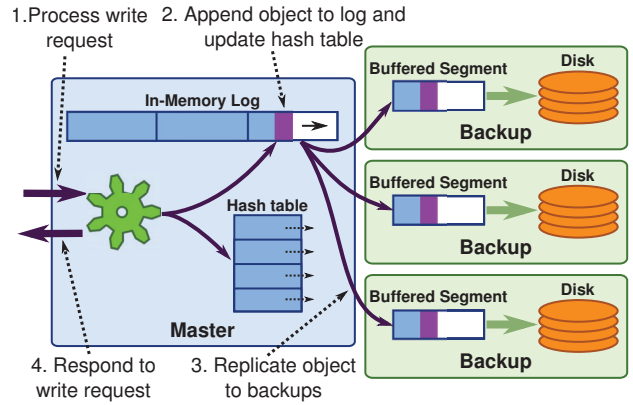 1.Process write
request
2. Append object to log and
update hash table
In-Memory Log
Hash table
Master
Buffered Segment
Disk
Backup
Buffered Segment
Disk
Backup
Buffered Segment
Disk
Backup
4. Respond to
write request
3. Replicate object
to backups